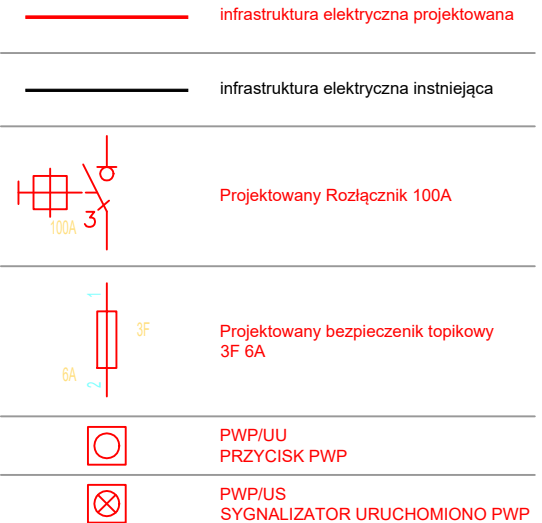 infrastruktura elektryczna projektowana
infrastruktura elektryczna instniejąca
Projektowany Rozłącznik 100A
100A
3
1
3F
Projektowany bezpiecznik topikowy
3F 6A
6A
2
PWP/UU
PRZYCISK PWP
PWP/US
SYGNALIZATOR URUCHOMIONO PWP